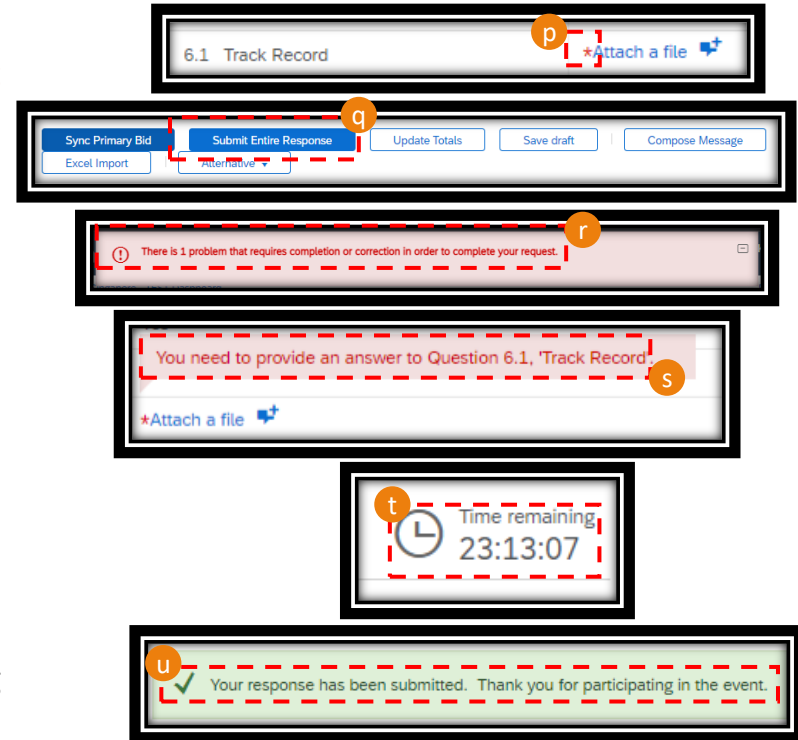 p
6.1 Track Record *Attach a file
q
Sync Primary Bid Submit Entire Response Update Totals Save draft Compose Message
Excel Import Alternative
r
There is 1 problem that requires completion or correction in order to complete your request.
You need to provide an answer to Question 6.1, 'Track Record'.
s
*Attach a file
t
Time remaining
23:13:07
u
Your response has been submitted. Thank you for participating in the event.